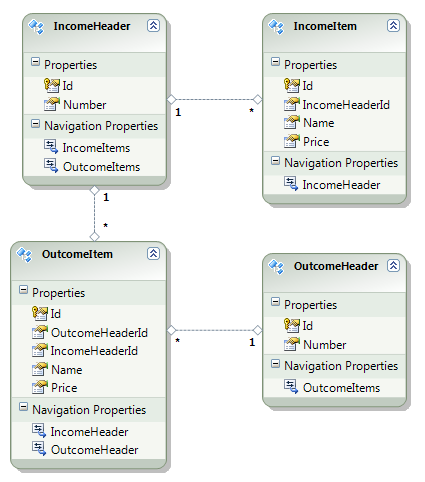 IncomeHeader
Properties
Id
Number
Navigation Properties
IncomeItems
OutcomeItems
1
*
IncomeItem
Properties
Id
IncomeHeaderId
Name
Price
Navigation Properties
IncomeHeader
1
*
OutcomeItem
Properties
Id
OutcomeHeaderId
IncomeHeaderId
Name
Price
Navigation Properties
IncomeHeader
OutcomeHeader
*
1
OutcomeHeader
Properties
Id
Number
Navigation Properties
OutcomeItems